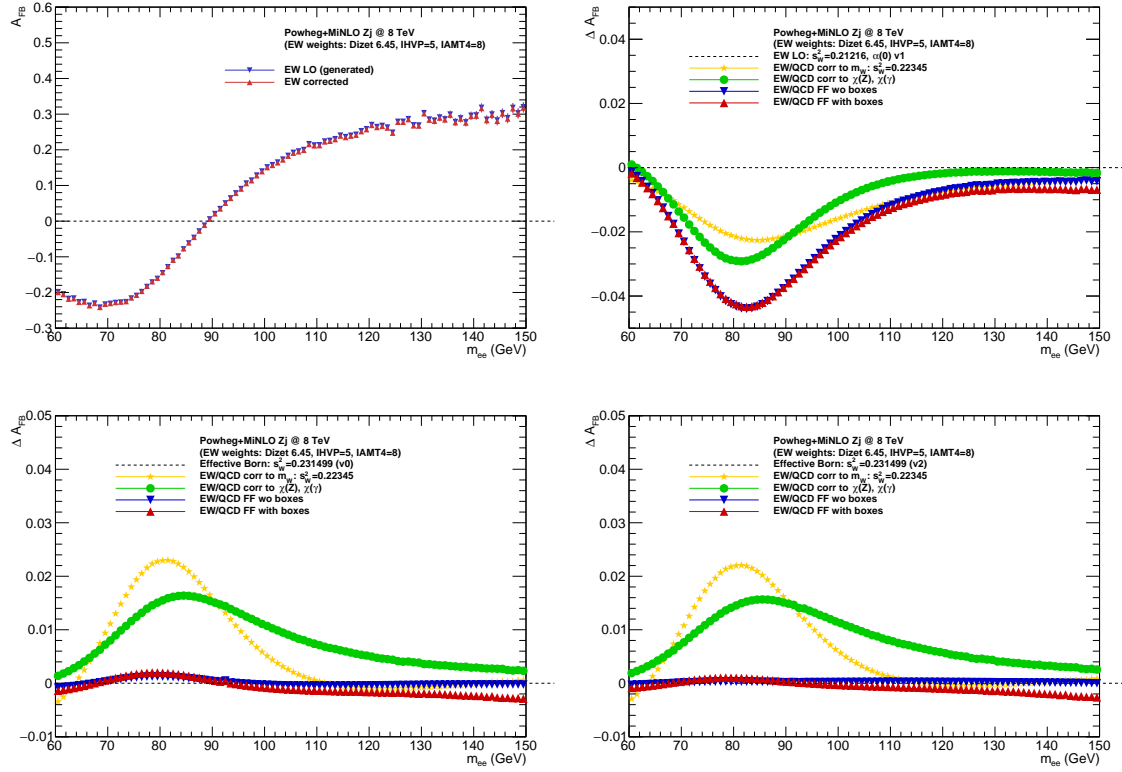 A_FB
0.6
0.5
0.4
0.3
0.2
0.1
0
−0.1
−0.2
−0.3
Powheg+MiNLO Zj @ 8 TeV
(EW weights: Dizet 6.45, IHVP=5, IAMT4=8)
EW LO (generated)
EW corrected
60 70 80 90 100 110 120 130 140 150
m_ee (GeV)
Δ A_FB
0.04
0.02
0
−0.02
−0.04
Powheg+MiNLO Zj @ 8 TeV
(EW weights: Dizet 6.45, IHVP=5, IAMT4=8)
EW LO: s²_W=0.21216, α(0) v1
EW/QCD corr to m_W: s²_W=0.22345
EW/QCD corr to χ(Z), χ(γ)
EW/QCD FF wo boxes
EW/QCD FF with boxes
60 70 80 90 100 110 120 130 140 150
m_ee (GeV)
Δ A_FB
0.05
0.04
0.03
0.02
0.01
0
−0.01
Powheg+MiNLO Zj @ 8 TeV
(EW weights: Dizet 6.45, IHVP=5, IAMT4=8)
Effective Born: s²_W=0.231499 (v0)
EW/QCD corr to m_W: s²_W=0.22345
EW/QCD corr to χ(Z), χ(γ)
EW/QCD FF wo boxes
EW/QCD FF with boxes
60 70 80 90 100 110 120 130 140 150
m_ee (GeV)
Δ A_FB
0.05
0.04
0.03
0.02
0.01
0
−0.01
Powheg+MiNLO Zj @ 8 TeV
(EW weights: Dizet 6.45, IHVP=5, IAMT4=8)
Effective Born: s²_W=0.231499 (v2)
EW/QCD corr to m_W: s²_W=0.22345
EW/QCD corr to χ(Z), χ(γ)
EW/QCD FF wo boxes
EW/QCD FF with boxes
60 70 80 90 100 110 120 130 140 150
m_ee (GeV)